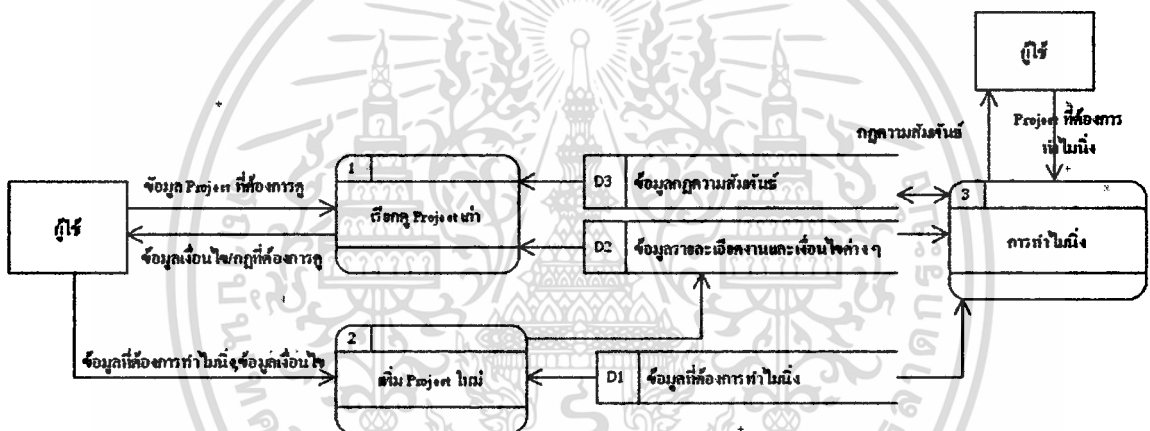 ผู้ใช้
กฎความสัมพันธ์
Project ที่ต้องการ
ทำไมนิ่ง
1
เรียกดู Project เก่า
D3
ข้อมูลกฎความสัมพันธ์
3
การทำไมนิ่ง
ผู้ใช้
ข้อมูล Project ที่ต้องการดู
ข้อมูลเงื่อนไข/กฎที่ต้องการดู
D2
ข้อมูลรายละเอียดงานและเงื่อนไขต่าง ๆ
2
เพิ่ม Project ใหม่
ข้อมูลที่ต้องการทำไมนิ่ง,ข้อมูลเงื่อนไข
D1
ข้อมูลที่ต้องการทำไมนิ่ง